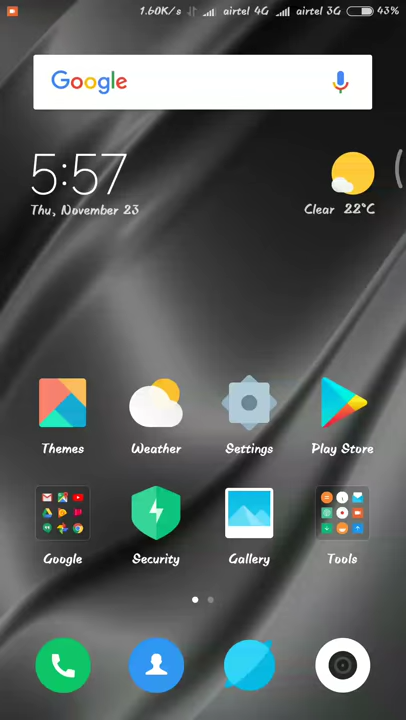 1.60K/s airtel 4G airtel 3G 43%
Google
5:57
Thu, November 23
Clear 22°C
Themes Weather Settings Play Store
Google Security Gallery Tools